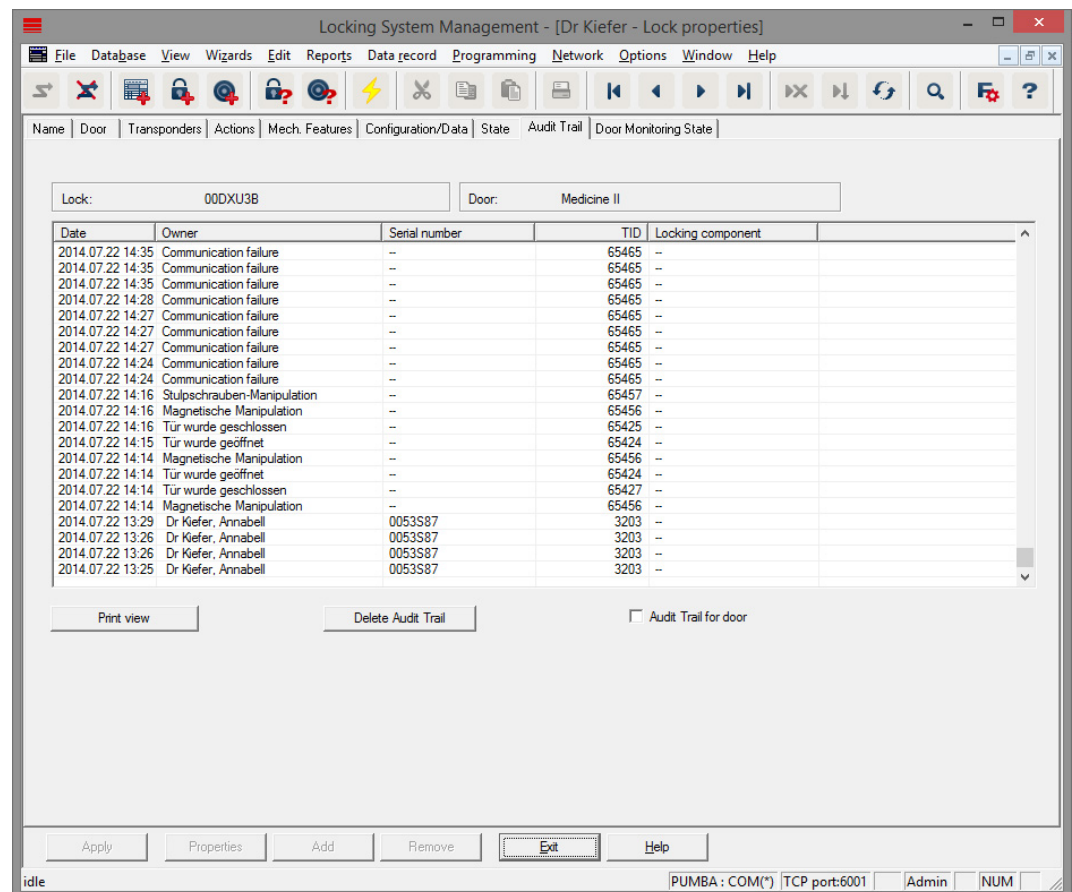 Locking System Management - [Dr Kiefer - Lock properties]
File Database View Wizards Edit Reports Data record Programming Network Options Window Help
Name Door Transponders Actions Mech. Features Configuration/Data State Audit Trail Door Monitoring State
Lock: 00DXU3B Door: Medicine II
Date Owner Serial number TID Locking component
2014.07.22 14:35 Communication failure -- 65465 --
2014.07.22 14:35 Communication failure -- 65465 --
2014.07.22 14:35 Communication failure -- 65465 --
2014.07.22 14:28 Communication failure -- 65465 --
2014.07.22 14:27 Communication failure -- 65465 --
2014.07.22 14:27 Communication failure -- 65465 --
2014.07.22 14:27 Communication failure -- 65465 --
2014.07.22 14:24 Communication failure -- 65465 --
2014.07.22 14:24 Communication failure -- 65465 --
2014.07.22 14:16 Stulpschrauben-Manipulation -- 65457 --
2014.07.22 14:16 Magnetische Manipulation -- 65456 --
2014.07.22 14:16 Tür wurde geschlossen -- 65425 --
2014.07.22 14:15 Tür wurde geöffnet -- 65424 --
2014.07.22 14:14 Magnetische Manipulation -- 65456 --
2014.07.22 14:14 Tür wurde geöffnet -- 65424 --
2014.07.22 14:14 Tür wurde geschlossen -- 65427 --
2014.07.22 14:14 Magnetische Manipulation -- 65456 --
2014.07.22 13:29 Dr Kiefer, Annabell 0053S87 3203 --
2014.07.22 13:26 Dr Kiefer, Annabell 0053S87 3203 --
2014.07.22 13:26 Dr Kiefer, Annabell 0053S87 3203 --
2014.07.22 13:25 Dr Kiefer, Annabell 0053S87 3203 --
Print view Delete Audit Trail Audit Trail for door
Apply Properties Add Remove Exit Help
idle PUMBA : COM(*) TCP port:6001 Admin NUM